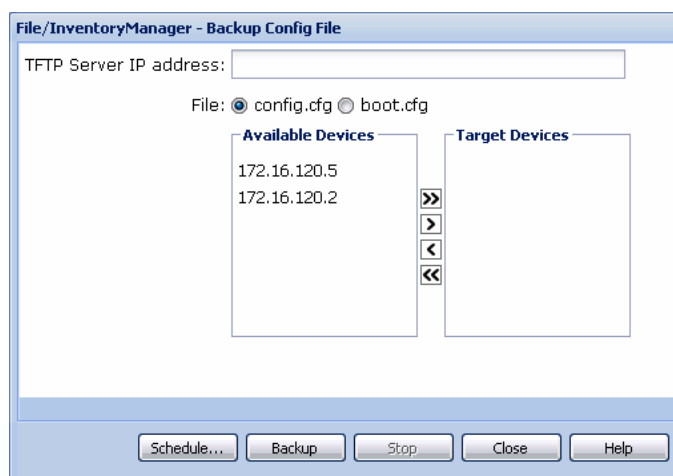 File/InventoryManager - Backup Config File
TFTP Server IP address:
File: config.cfg boot.cfg
Available Devices Target Devices
172.16.120.5
172.16.120.2
>>
>
<
<<
Schedule... Backup Stop Close Help